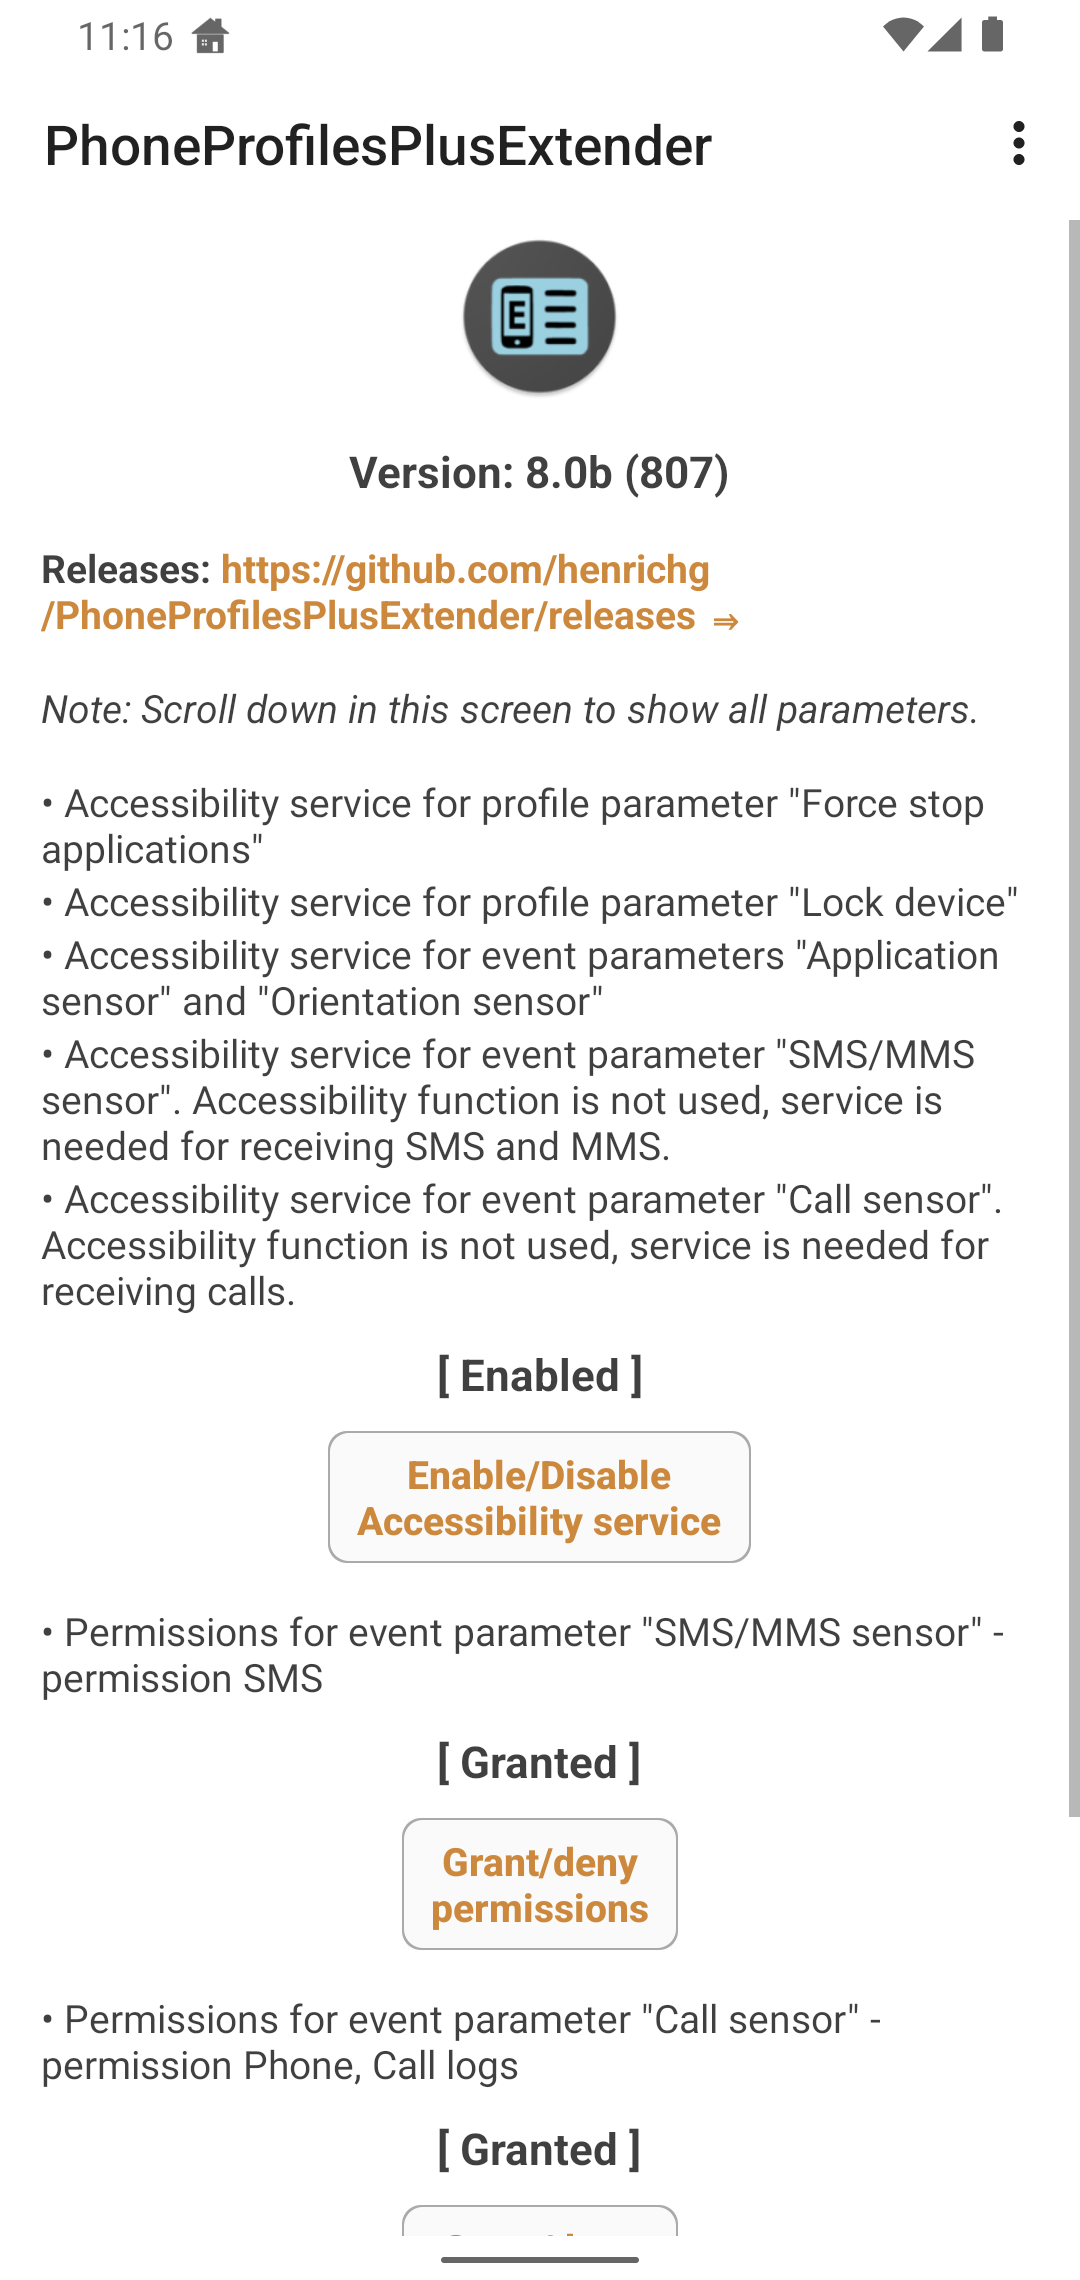 11:16
PhoneProfilesPlusExtender
E
Version: 8.0b (807)
Releases: https://github.com/henrichg
/PhoneProfilesPlusExtender/releases ⇒
Note: Scroll down in this screen to show all parameters.
• Accessibility service for profile parameter "Force stop
applications"
• Accessibility service for profile parameter "Lock device"
• Accessibility service for event parameters "Application
sensor" and "Orientation sensor"
• Accessibility service for event parameter "SMS/MMS
sensor". Accessibility function is not used, service is
needed for receiving SMS and MMS.
• Accessibility service for event parameter "Call sensor".
Accessibility function is not used, service is needed for
receiving calls.
[ Enabled ]
Enable/Disable
Accessibility service
• Permissions for event parameter "SMS/MMS sensor" -
permission SMS
[ Granted ]
Grant/deny
permissions
• Permissions for event parameter "Call sensor" -
permission Phone, Call logs
[ Granted ]